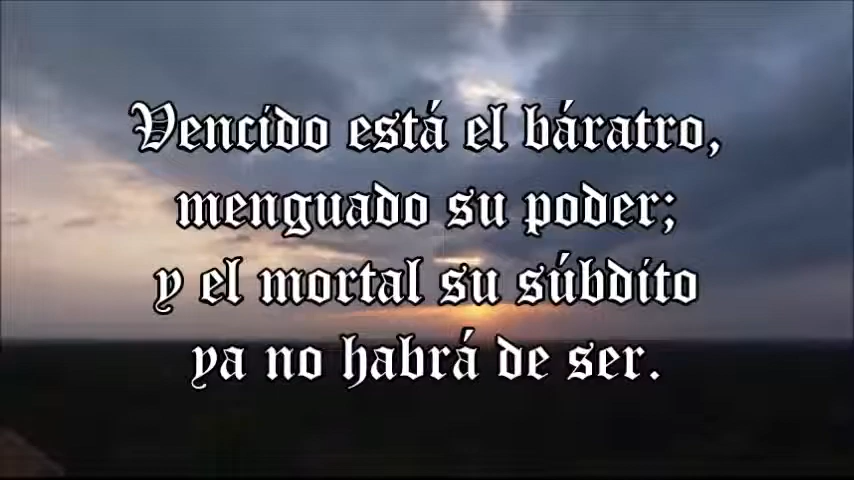 Vencido está el báratro,
menguado su poder;
y el mortal su súbdito
ya no habrá de ser.